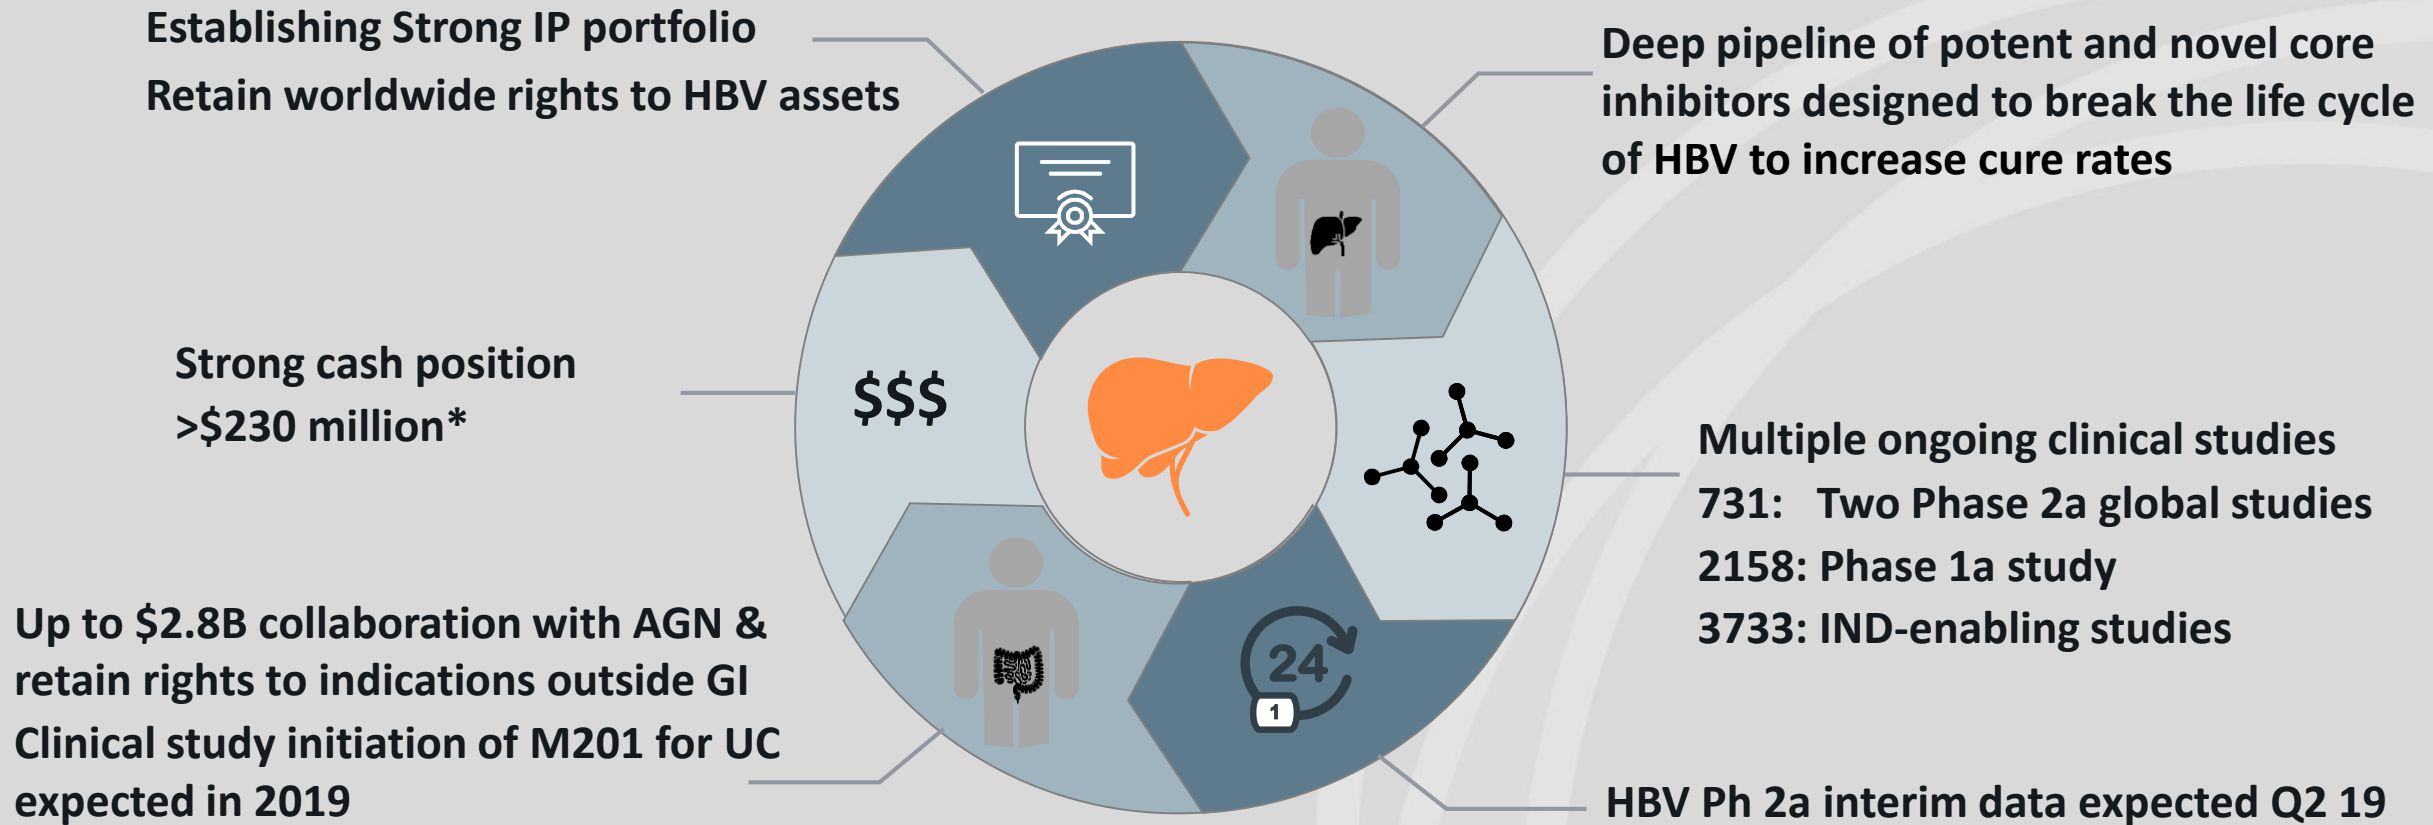 Establishing Strong IP portfolio
Retain worldwide rights to HBV assets
Deep pipeline of potent and novel core
inhibitors designed to break the life cycle
of HBV to increase cure rates
Strong cash position
>$230 million*
$$$
Multiple ongoing clinical studies
731: Two Phase 2a global studies
2158: Phase 1a study
3733: IND-enabling studies
Up to $2.8B collaboration with AGN &
retain rights to indications outside GI
Clinical study initiation of M201 for UC
expected in 2019
24
1
HBV Ph 2a interim data expected Q2 19